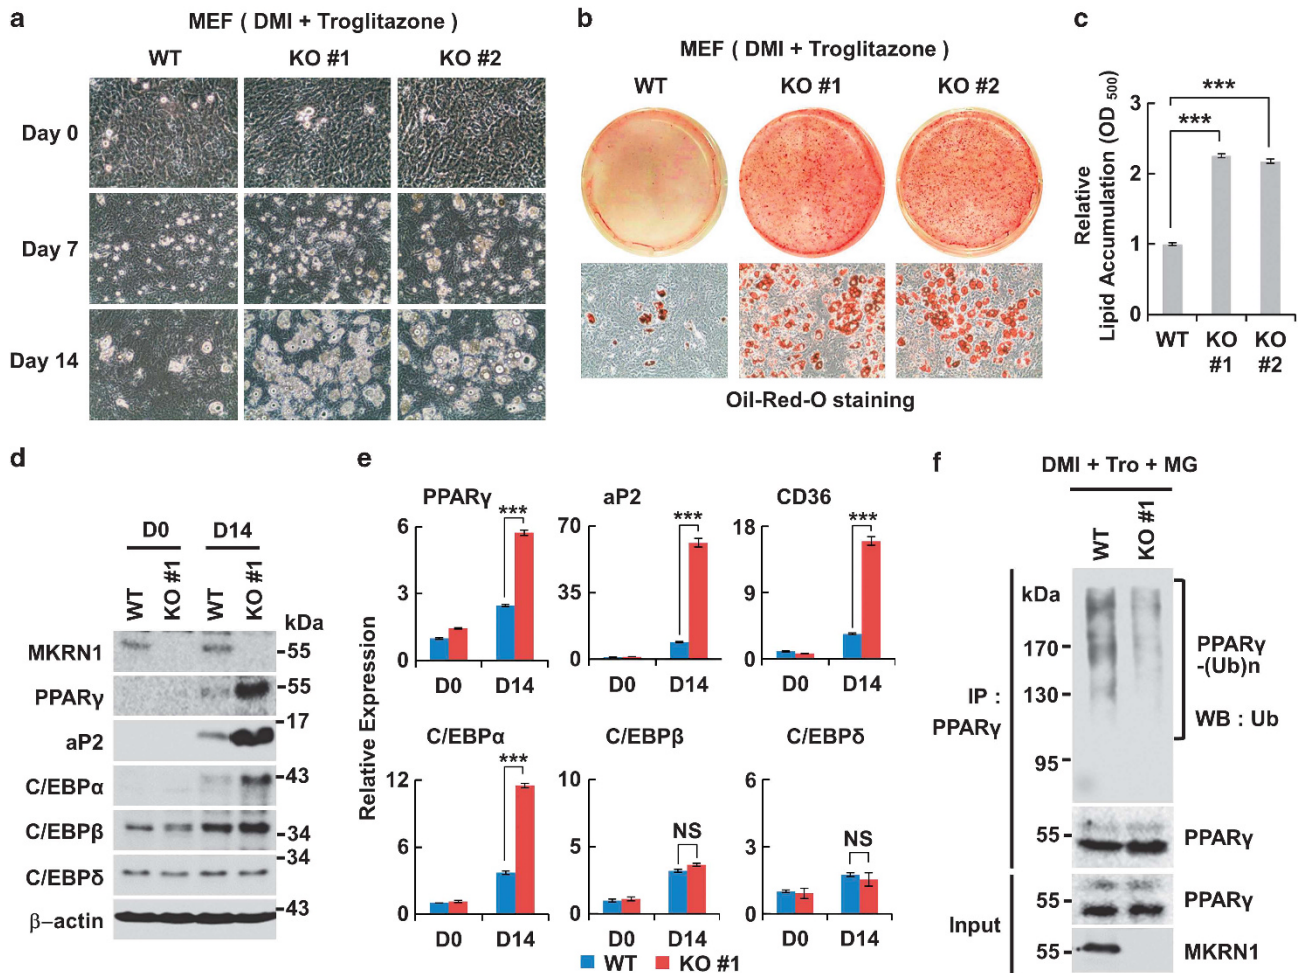 a
MEF ( DMI + Troglitazone )
WT KO #1 KO #2
Day 0
Day 7
Day 14
b
MEF ( DMI + Troglitazone )
WT KO #1 KO #2
Oil-Red-O staining
c
Relative
Lipid Accumulation (OD 500)
3
2
1
0
***
***
WT KO #1 KO #2
d
D0 D14
WT KO #1 WT KO #1
kDa
MKRN1 55
PPARγ 55
17
aP2
C/EBPα 43
C/EBPβ 34
34
C/EBPδ
43
β-actin
e
Relative Expression
PPARγ
6
3
0
***
D0 D14
aP2
70
35
0
***
D0 D14
CD36
18
9
0
***
D0 D14
C/EBPα
12
6
0
***
D0 D14
C/EBPβ
10
5
0
NS
D0 D14
C/EBPδ
6
3
0
NS
D0 D14
WT KO #1
f
DMI + Tro + MG
WT KO #1
kDa
170
130
95
PPARγ
-(Ub)n
WB : Ub
IP :
PPARγ
55 PPARγ
Input
55 PPARγ
55 MKRN1